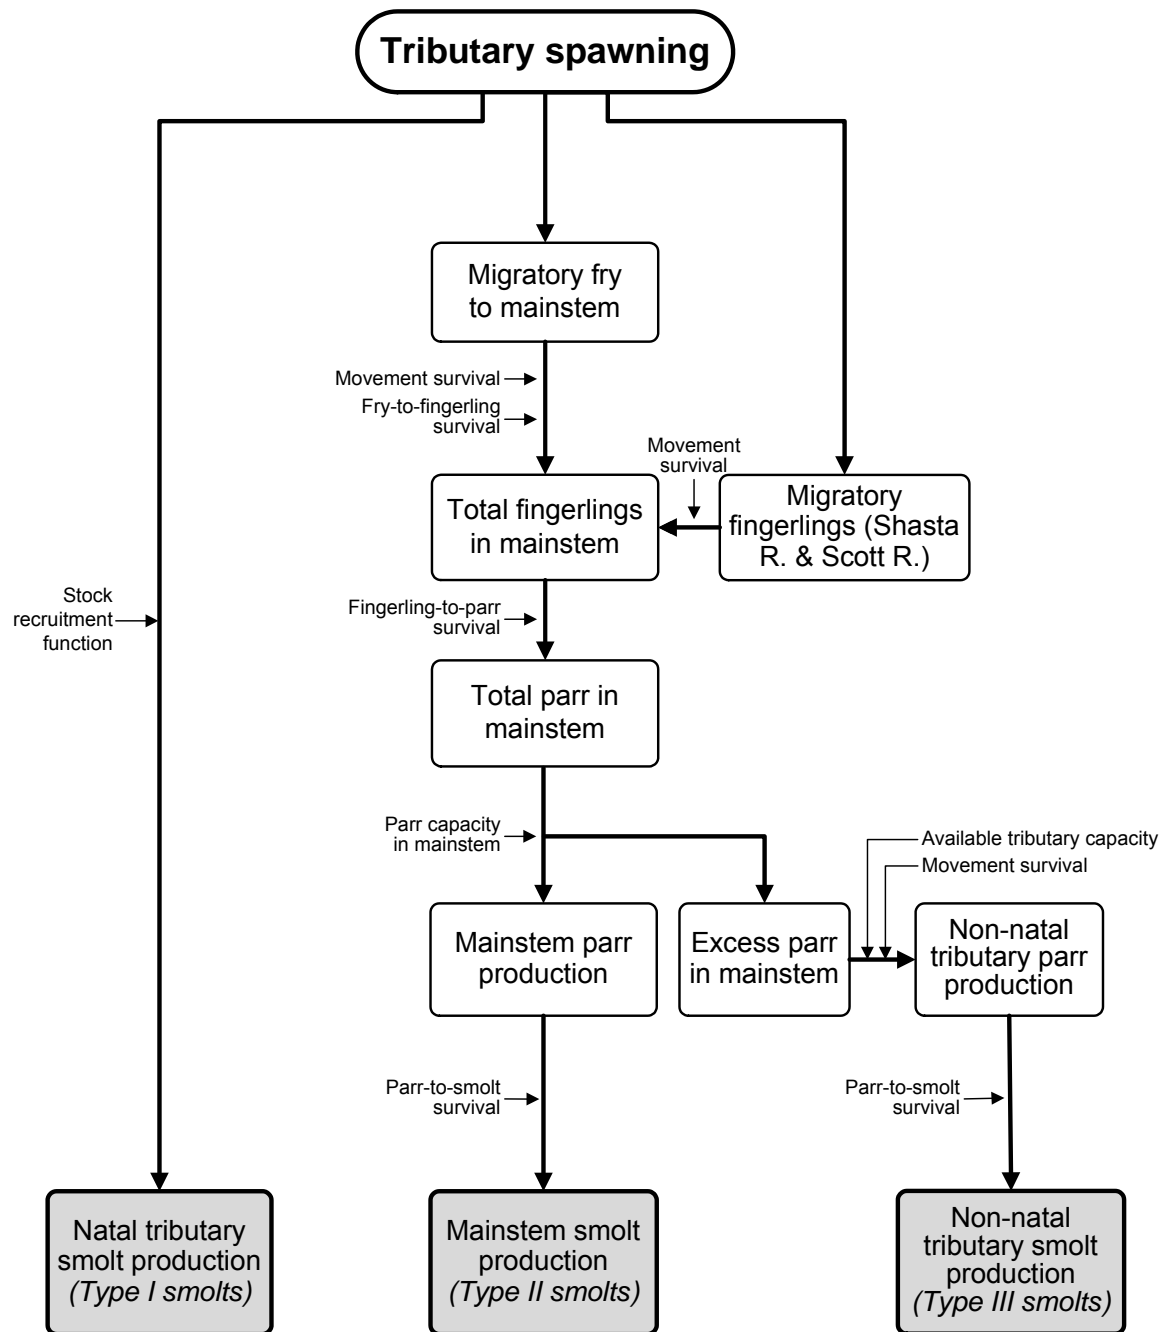 Tributary spawning
Migratory fry
to mainstem
Movement survival
Fry-to-fingerling
survival
Movement
survival
Total fingerlings
in mainstem
Migratory
fingerlings (Shasta
R. & Scott R.)
Stock
recruitment
function
Fingerling-to-parr
survival
Total parr in
mainstem
Parr capacity
in mainstem
Available tributary capacity
Movement survival
Mainstem parr
production
Excess parr
in mainstem
Non-natal
tributary parr
production
Parr-to-smolt
survival
Parr-to-smolt
survival
Natal tributary
smolt production
(Type I smolts)
Mainstem smolt
production
(Type II smolts)
Non-natal
tributary smolt
production
(Type III smolts)